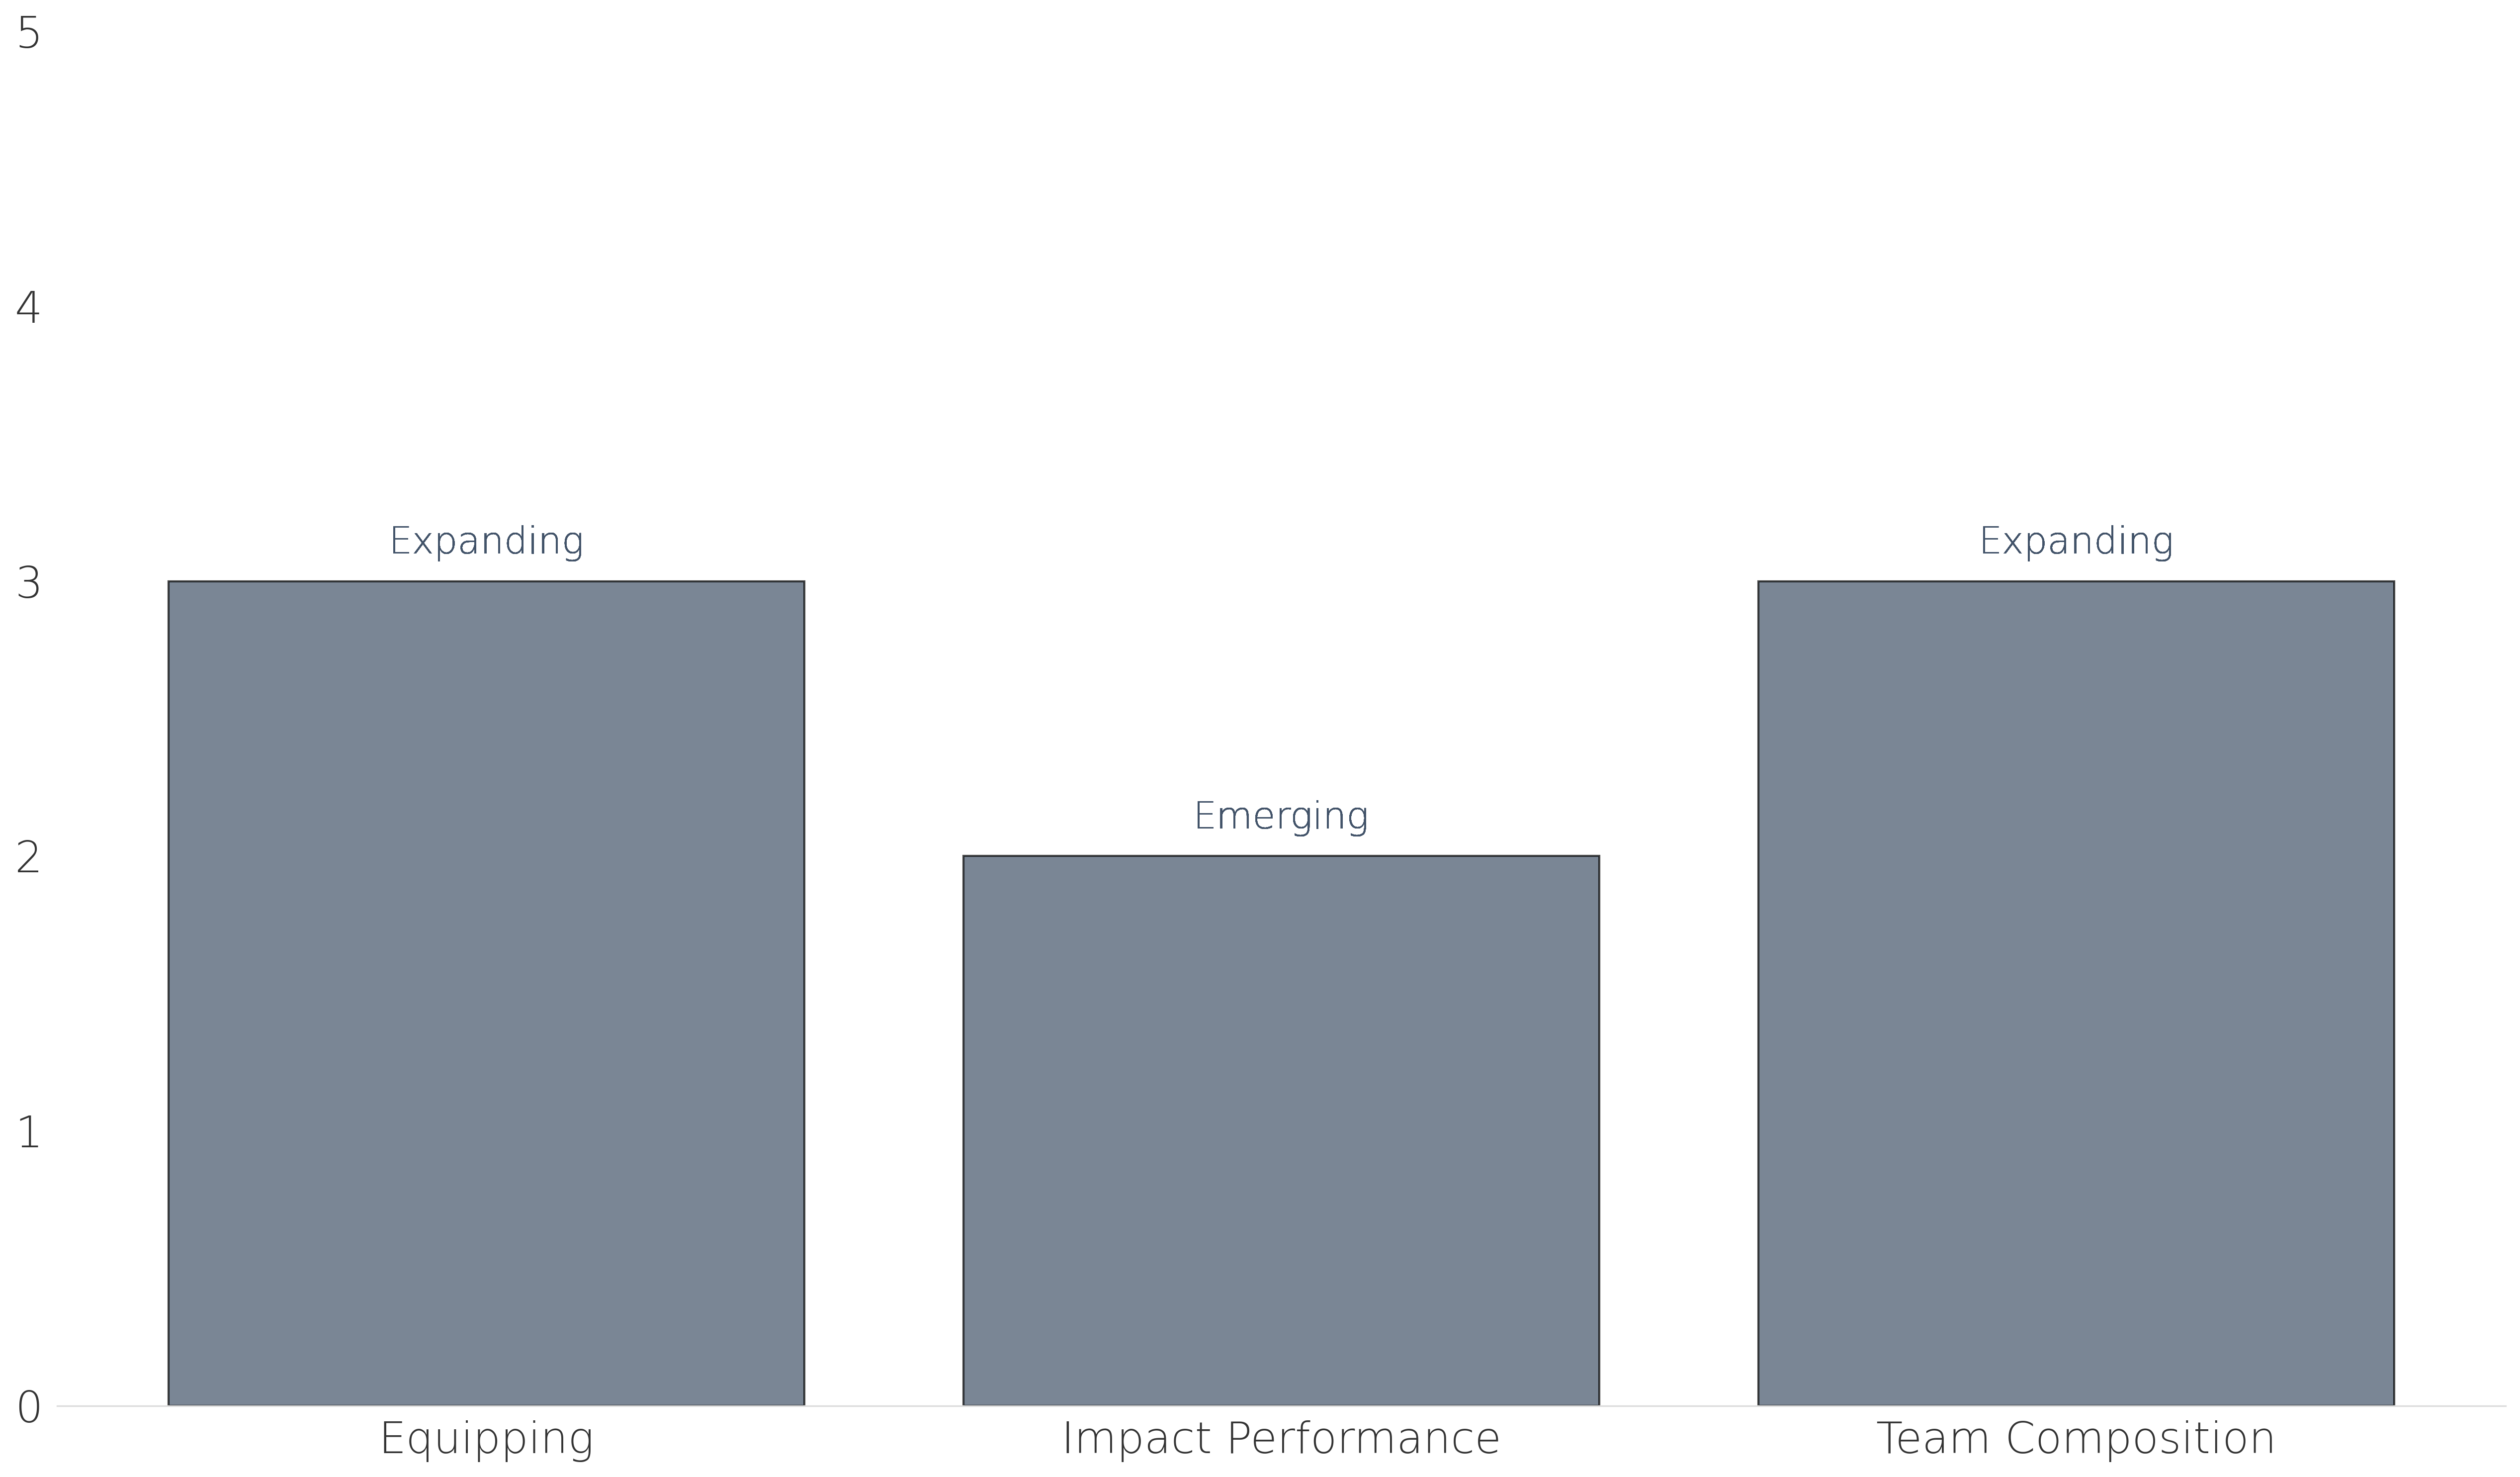 5
4
Expanding
Expanding
3
Emerging
2
1
0
Equipping
Impact Performance
Team Composition